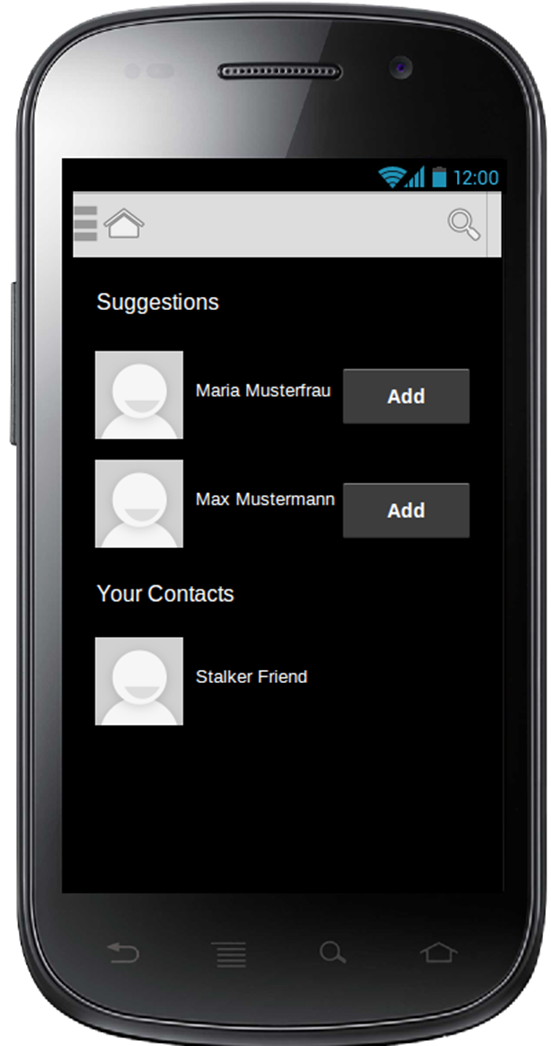 12:00
Suggestions
Maria Musterfrau
Add
Max Mustermann
Add
Your Contacts
Stalker Friend